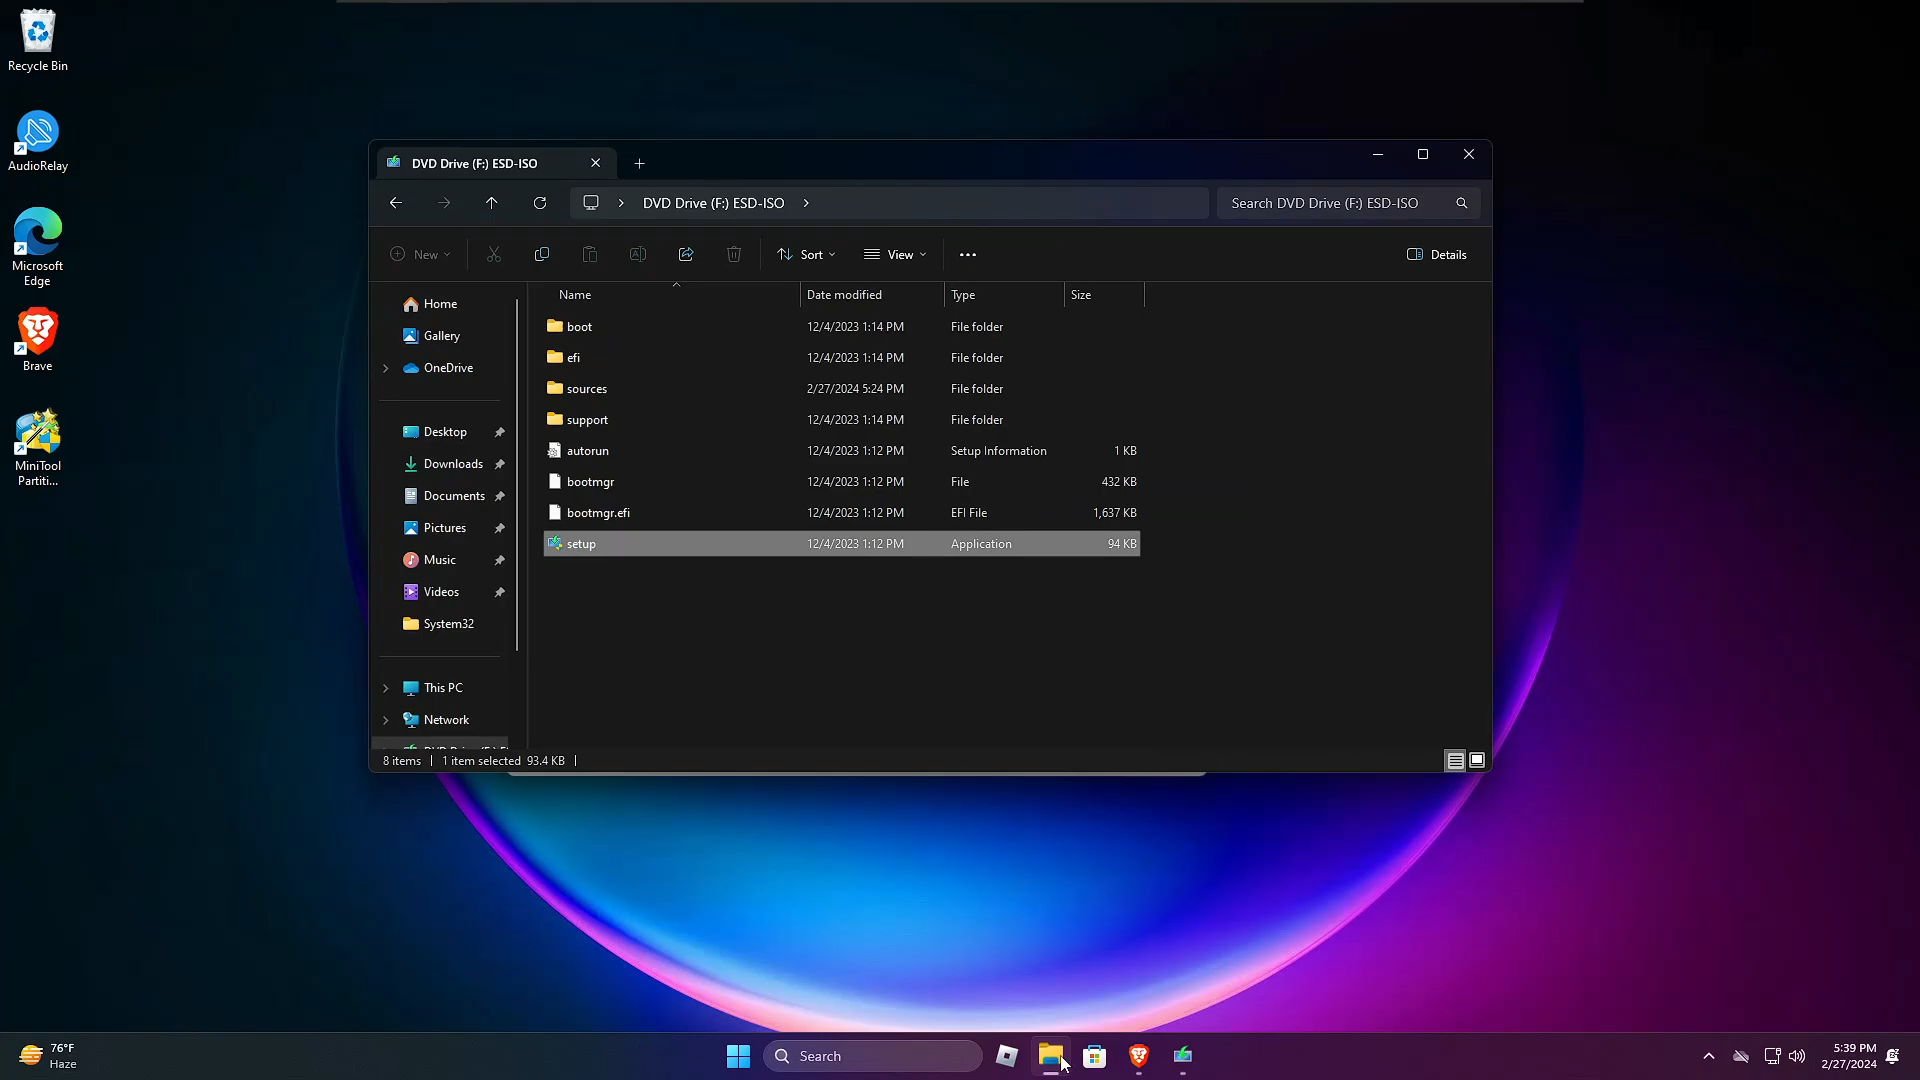 Recycle Bin
AudioRelay
Microsoft
Edge
Brave
MiniTool
Partiti...
DVD Drive (F:) ESD-ISO
DVD Drive (F:) ESD-ISO
Search DVD Drive (F:) ESD-ISO
New
Sort
View
Details
Home
Gallery
OneDrive
Desktop
Downloads
Documents
Pictures
Music
Videos
System32
This PC
Network
Name Date modified Type Size
boot 12/4/2023 1:14 PM File folder
efi 12/4/2023 1:14 PM File folder
sources 2/27/2024 5:24 PM File folder
support 12/4/2023 1:14 PM File folder
autorun 12/4/2023 1:12 PM Setup Information 1 KB
bootmgr 12/4/2023 1:12 PM File 432 KB
bootmgr.efi 12/4/2023 1:12 PM EFI File 1,637 KB
setup 12/4/2023 1:12 PM Application 94 KB
8 items 1 item selected 93.4 KB
76°F
Haze
Search
5:39 PM
2/27/2024